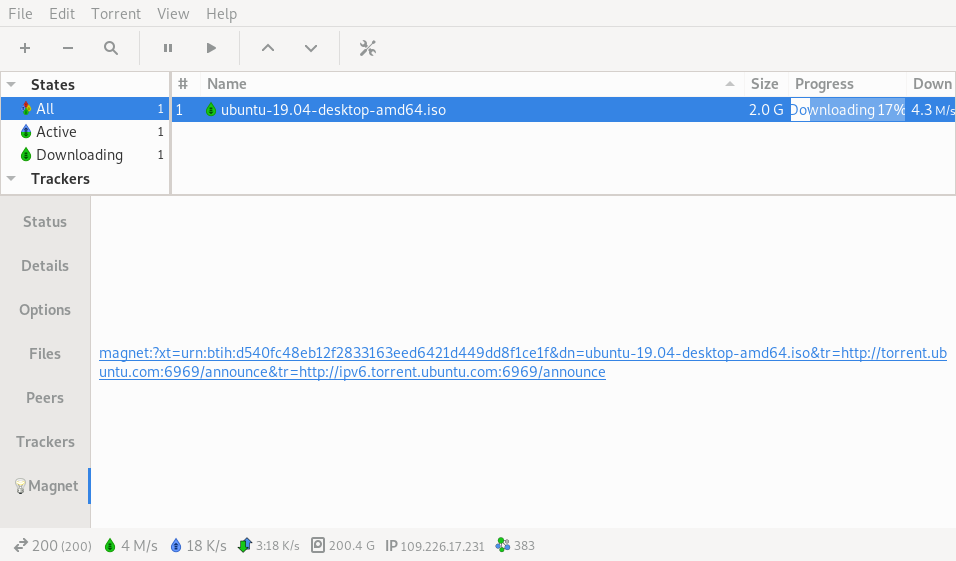 File Edit Torrent View Help
States
# Name Size Progress Down
All 1
1 ubuntu-19.04-desktop-amd64.iso 2.0 G Downloading 17% 4.3 M/s
Active 1
Downloading 1
Trackers
Status
Details
Options
Files
Peers
Trackers
Magnet
magnet:?xt=urn:btih:d540fc48eb12f2833163eed6421d449dd8f1ce1f&dn=ubuntu-19.04-desktop-amd64.iso&tr=http://torrent.ub
untu.com:6969/announce&tr=http://ipv6.torrent.ubuntu.com:6969/announce
200 (200) 4 M/s 18 K/s 3:18 K/s 200.4 G IP 109.226.17.231 383